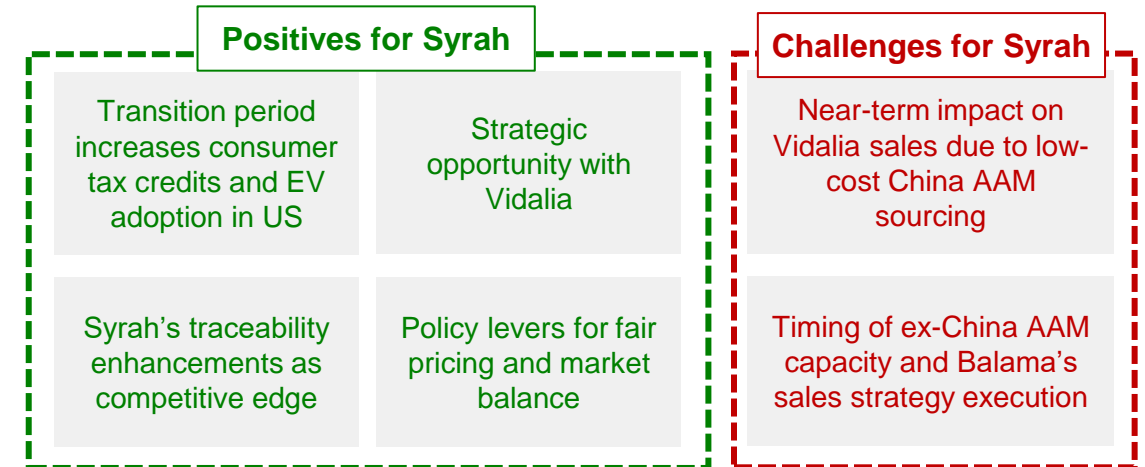 Positives for Syrah
Transition period
increases consumer
tax credits and EV
adoption in US
Strategic
opportunity with
Vidalia
Syrah’s traceability
enhancements as
competitive edge
Policy levers for fair
pricing and market
balance
Challenges for Syrah
Near-term impact on
Vidalia sales due to low-
cost China AAM
sourcing
Timing of ex-China AAM
capacity and Balama’s
sales strategy execution